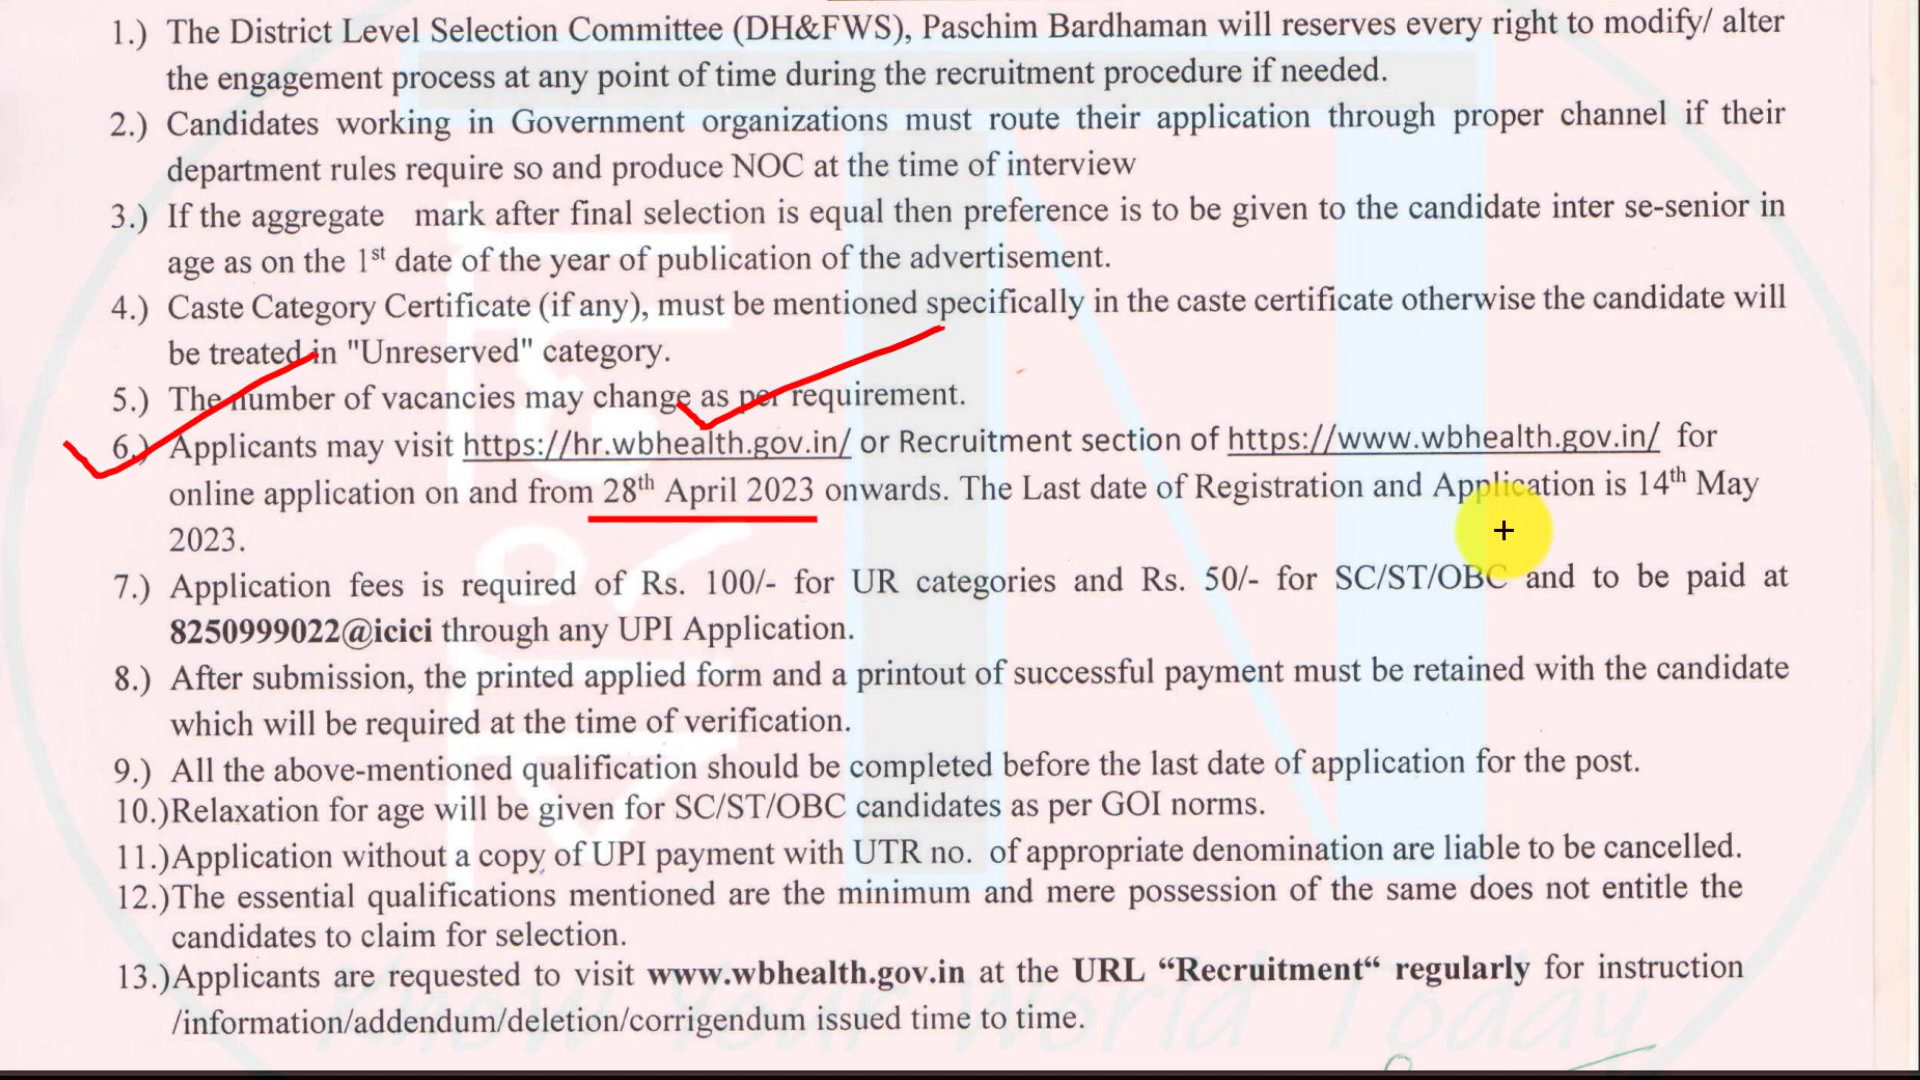 1.) The District Level Selection Committee (DH&FWS), Paschim Bardhaman will reserves every right to modify/ alter
the engagement process at any point of time during the recruitment procedure if needed.
2.) Candidates working in Government organizations must route their application through proper channel if their
department rules require so and produce NOC at the time of interview
3.) If the aggregate mark after final selection is equal then preference is to be given to the candidate inter se-senior in
age as on the 1st date of the year of publication of the advertisement.
4.) Caste Category Certificate (if any), must be mentioned specifically in the caste certificate otherwise the candidate will
be treated in "Unreserved" category.
5.) The number of vacancies may change as per requirement.
6.) Applicants may visit https://hr.wbhealth.gov.in/ or Recruitment section of https://www.wbhealth.gov.in/ for
online application on and from 28th April 2023 onwards. The Last date of Registration and Application is 14th May
2023.
7.) Application fees is required of Rs. 100/- for UR categories and Rs. 50/- for SC/ST/OBC and to be paid at
8250999022@icici through any UPI Application.
8.) After submission, the printed applied form and a printout of successful payment must be retained with the candidate
which will be required at the time of verification.
9.) All the above-mentioned qualification should be completed before the last date of application for the post.
10.)Relaxation for age will be given for SC/ST/OBC candidates as per GOI norms.
11.)Application without a copy of UPI payment with UTR no. of appropriate denomination are liable to be cancelled.
12.)The essential qualifications mentioned are the minimum and mere possession of the same does not entitle the
candidates to claim for selection.
13.)Applicants are requested to visit www.wbhealth.gov.in at the URL “Recruitment“ regularly for instruction
/information/addendum/deletion/corrigendum issued time to time.
Know Your World Today